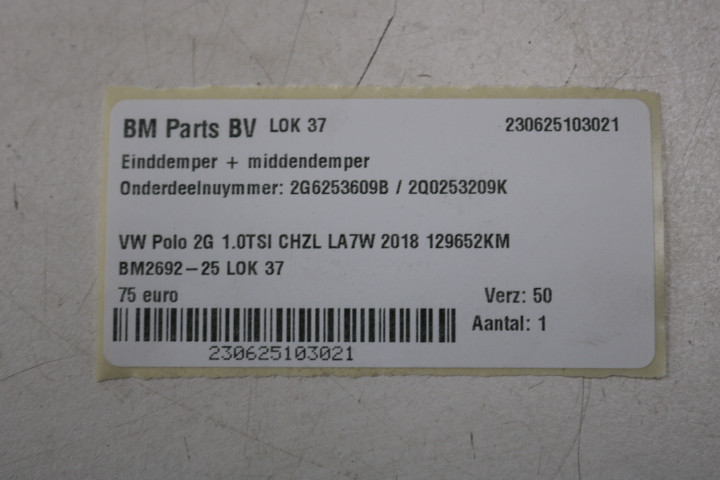 BM Parts BV LOK 37 230625103021
Einddemper + middendemper
Onderdeelnuymmer: 2G6253609B / 2Q0253209K
VW Polo 2G 1.0TSI CHZL LA7W 2018 129652KM
BM2692-25 LOK 37
75 euro Verz: 50
Aantal: 1
230625103021